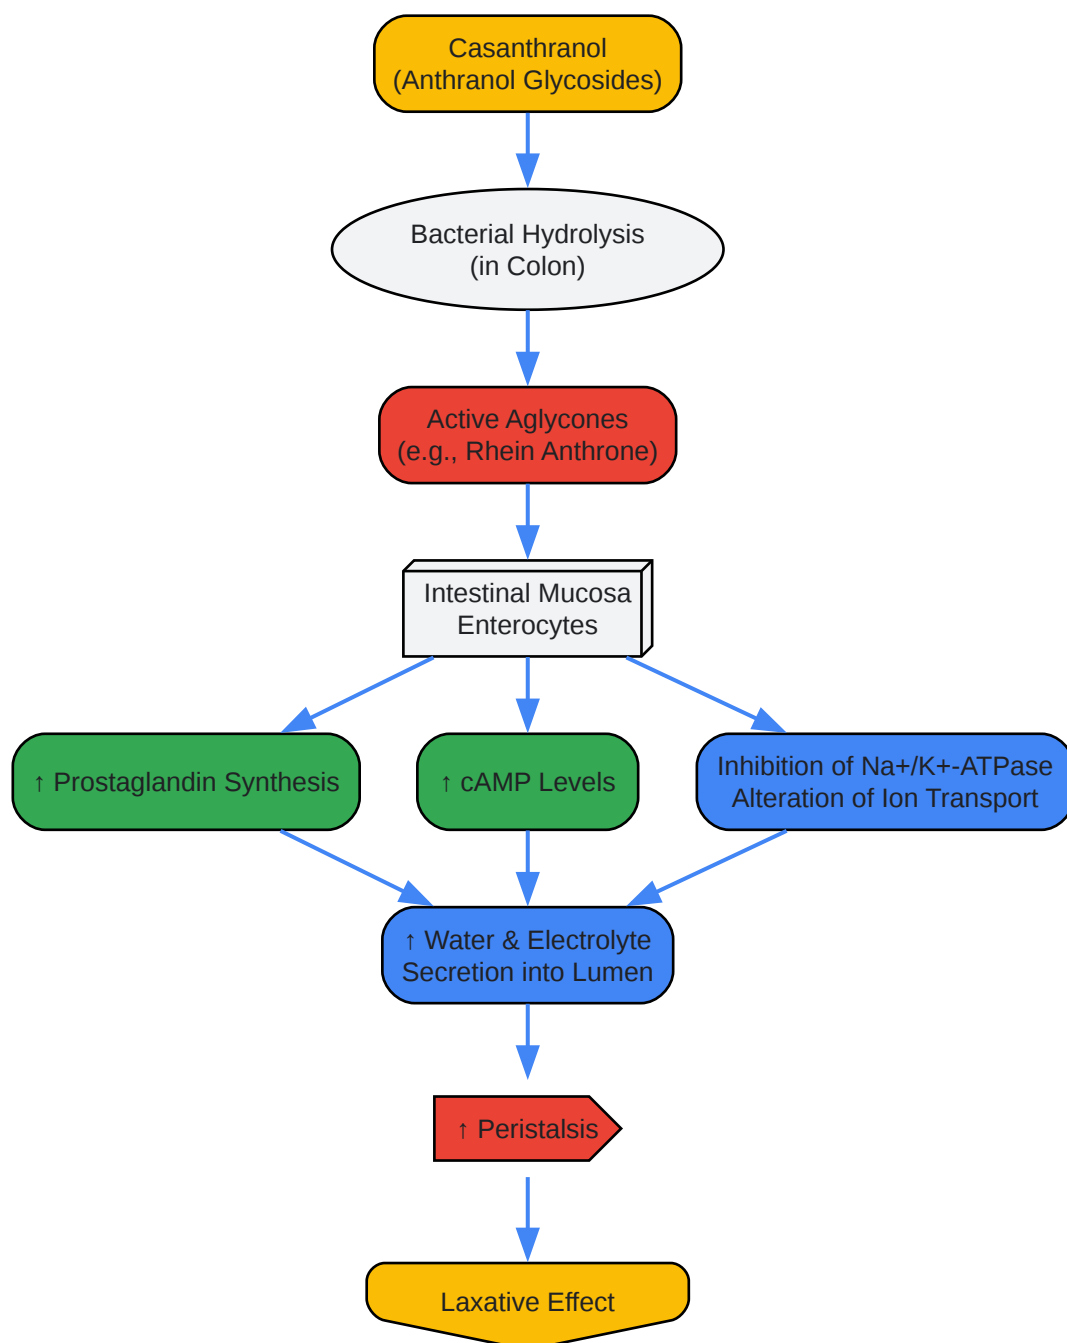 Casanthranol
(Anthranol Glycosides)
Bacterial Hydrolysis
(in Colon)
Active Aglycones
(e.g., Rhein Anthrone)
Intestinal Mucosa
Enterocytes
↑ Prostaglandin Synthesis
↑ cAMP Levels
Inhibition of Na+/K+-ATPase
Alteration of Ion Transport
↑ Water & Electrolyte
Secretion into Lumen
↑ Peristalsis
Laxative Effect